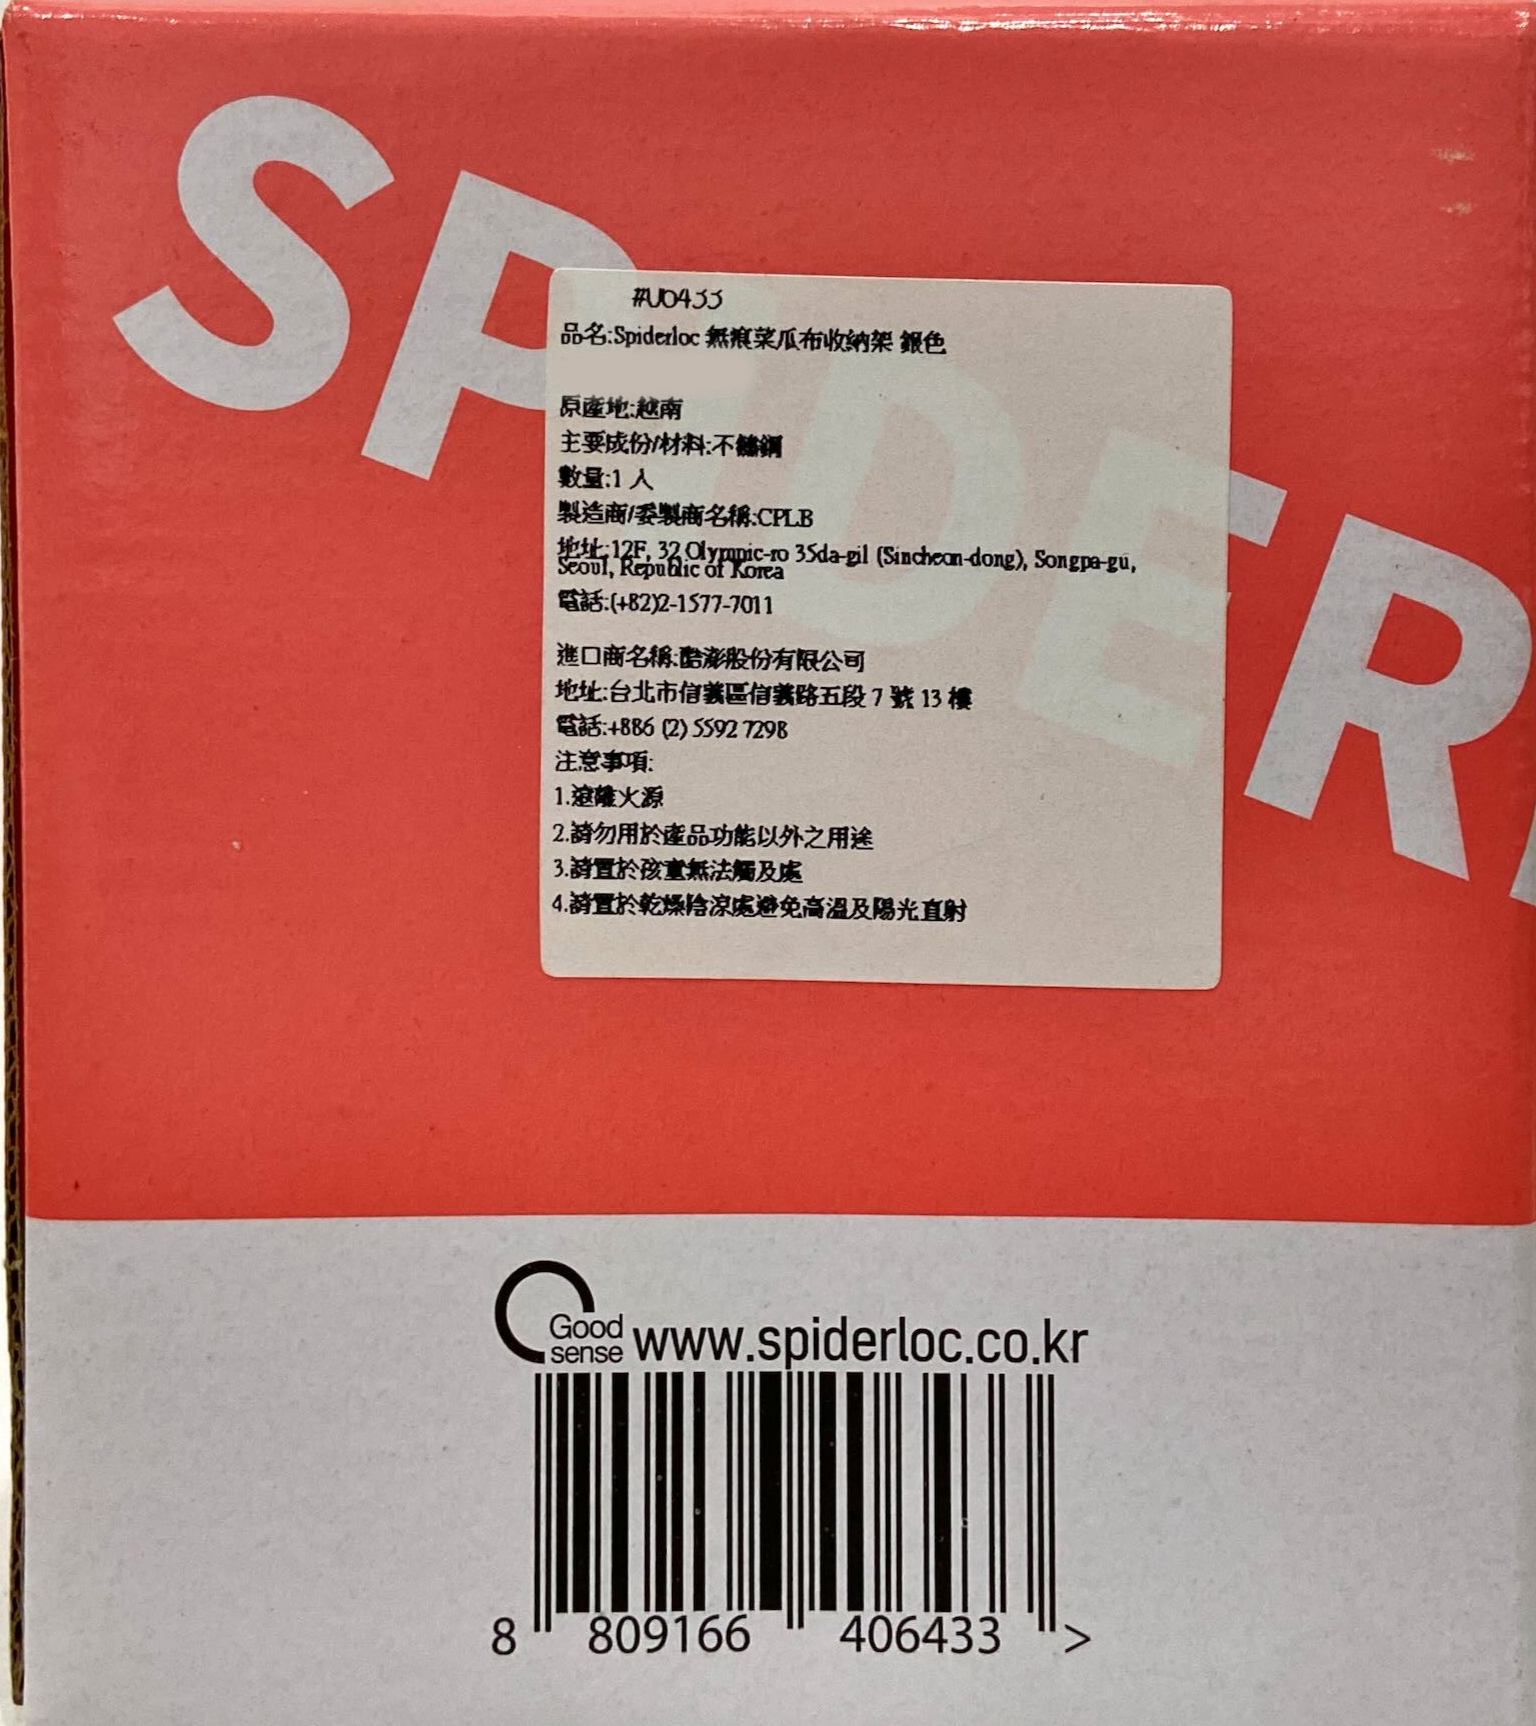 SPIDERL
#U0433
品名:Spiderloc 無痕菜瓜布收納架 銀色
原產地:越南
主要成份/材料:不鏽鋼
數量:1 入
製造商/委製商名稱:CPLB
地址:12F, 32 Olympic-ro 35da-gil (Sincheon-dong), Songpa-gu,
Seoul, Republic of Korea
電話:(+82)2-1577-7011
進口商名稱:酷澎股份有限公司
地址:台北市信義區信義路五段 7 號 13 樓
電話:+886 (2) 5592 7298
注意事項:
1.遠離火源
2.請勿用於產品功能以外之用途
3.請置於孩童無法觸及處
4.請置於乾燥陰涼處避免高溫及陽光直射
Good
sense
www.spiderloc.co.kr
8 809166 406433 >